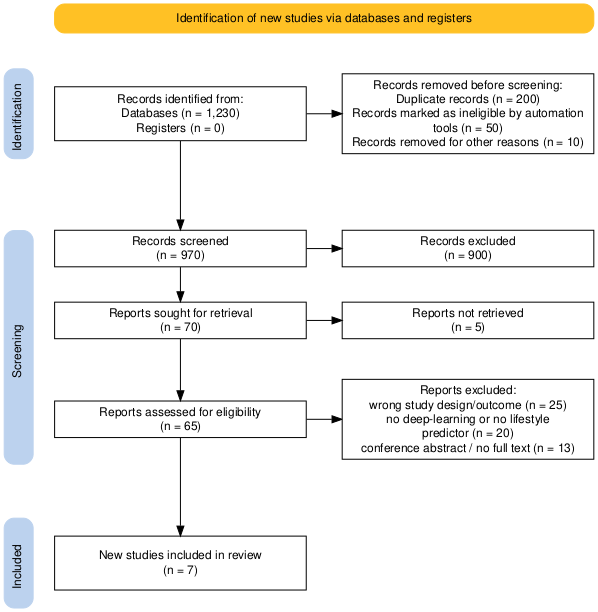 Identification of new studies via databases and registers
Identification
Records identified from:
Databases (n = 1,230)
Registers (n = 0)
Records removed before screening:
Duplicate records (n = 200)
Records marked as ineligible by automation
tools (n = 50)
Records removed for other reasons (n = 10)
Screening
Records screened
(n = 970)
Records excluded
(n = 900)
Reports sought for retrieval
(n = 70)
Reports not retrieved
(n = 5)
Reports assessed for eligibility
(n = 65)
Reports excluded:
wrong study design/outcome (n = 25)
no deep-learning or no lifestyle
predictor (n = 20)
conference abstract / no full text (n = 13)
Included
New studies included in review
(n = 7)